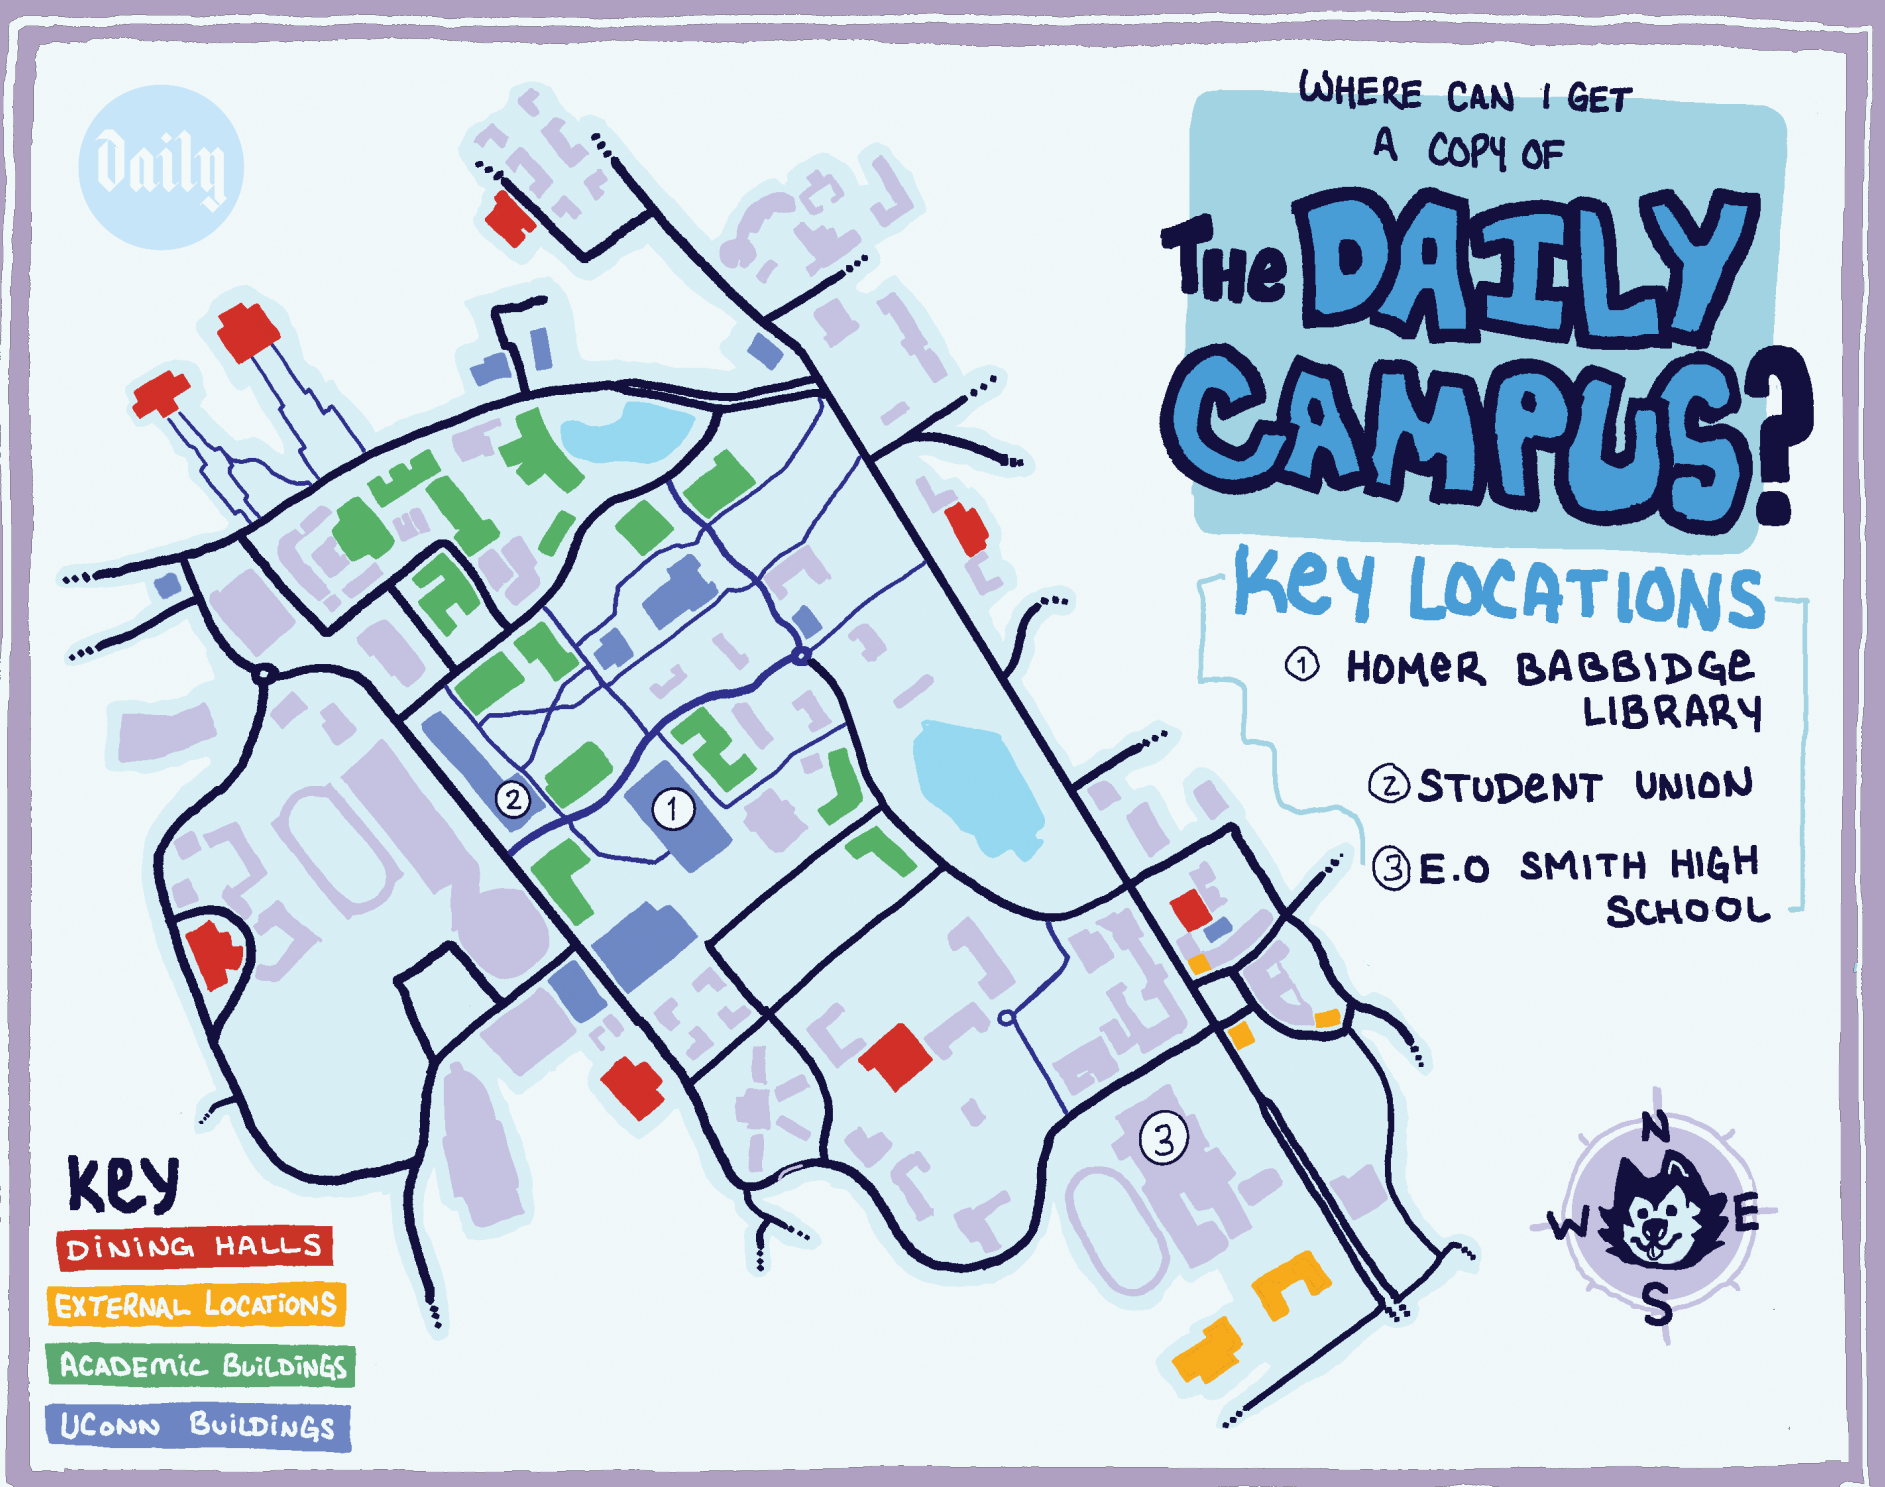 Daily
WHERE CAN I GET
A COPY OF
THe DAILY
CAMPUS?
KeY LOCATIONS
1 HOMeR BABBIDGe
LIBRARY
2 STUDeNT UNION
3 E.O SMITH HIGH
SCHOOL
1
2
3
N
W
E
S
Key
DiNiNG HALLS
EXTERNAL LOCATiONS
ACADEMiC BUiLDiNGS
UCONN BUiLDiNGS